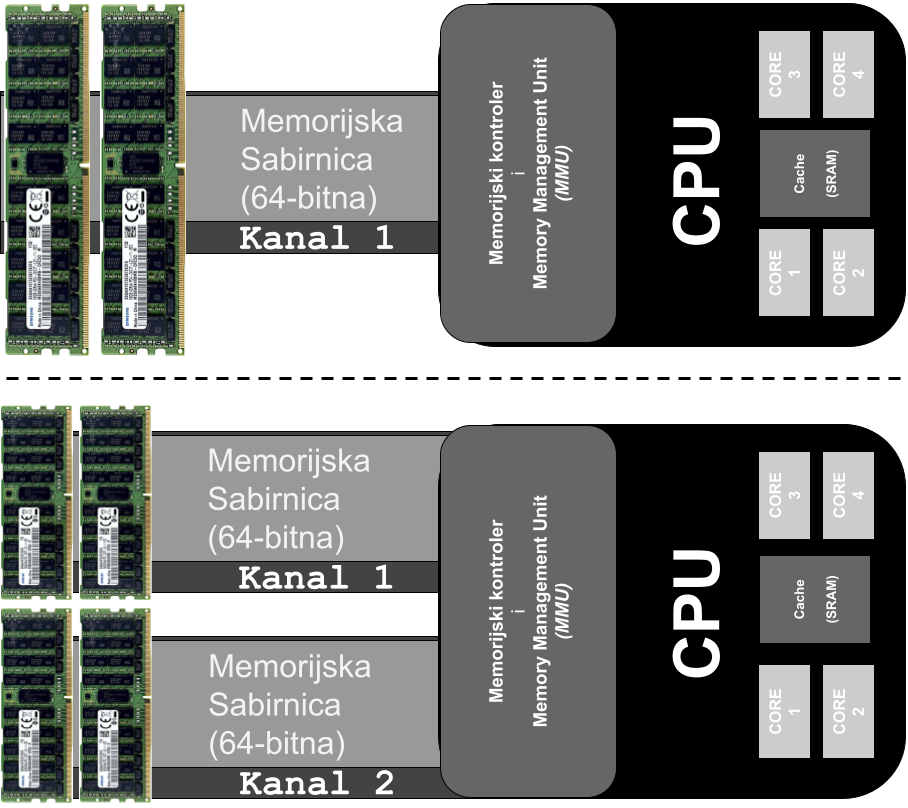 Memorijska
Sabirnica
(64-bitna)
Kanal 1
Memorijski kontroler
i
Memory Management Unit
(MMU)
CPU
CORE
3
CORE
4
Cache
(SRAM)
CORE
1
CORE
2
Memorijska
Sabirnica
(64-bitna)
Kanal 1
Memorijska
Sabirnica
(64-bitna)
Kanal 2
Memorijski kontroler
i
Memory Management Unit
(MMU)
CPU
CORE
3
CORE
4
Cache
(SRAM)
CORE
1
CORE
2